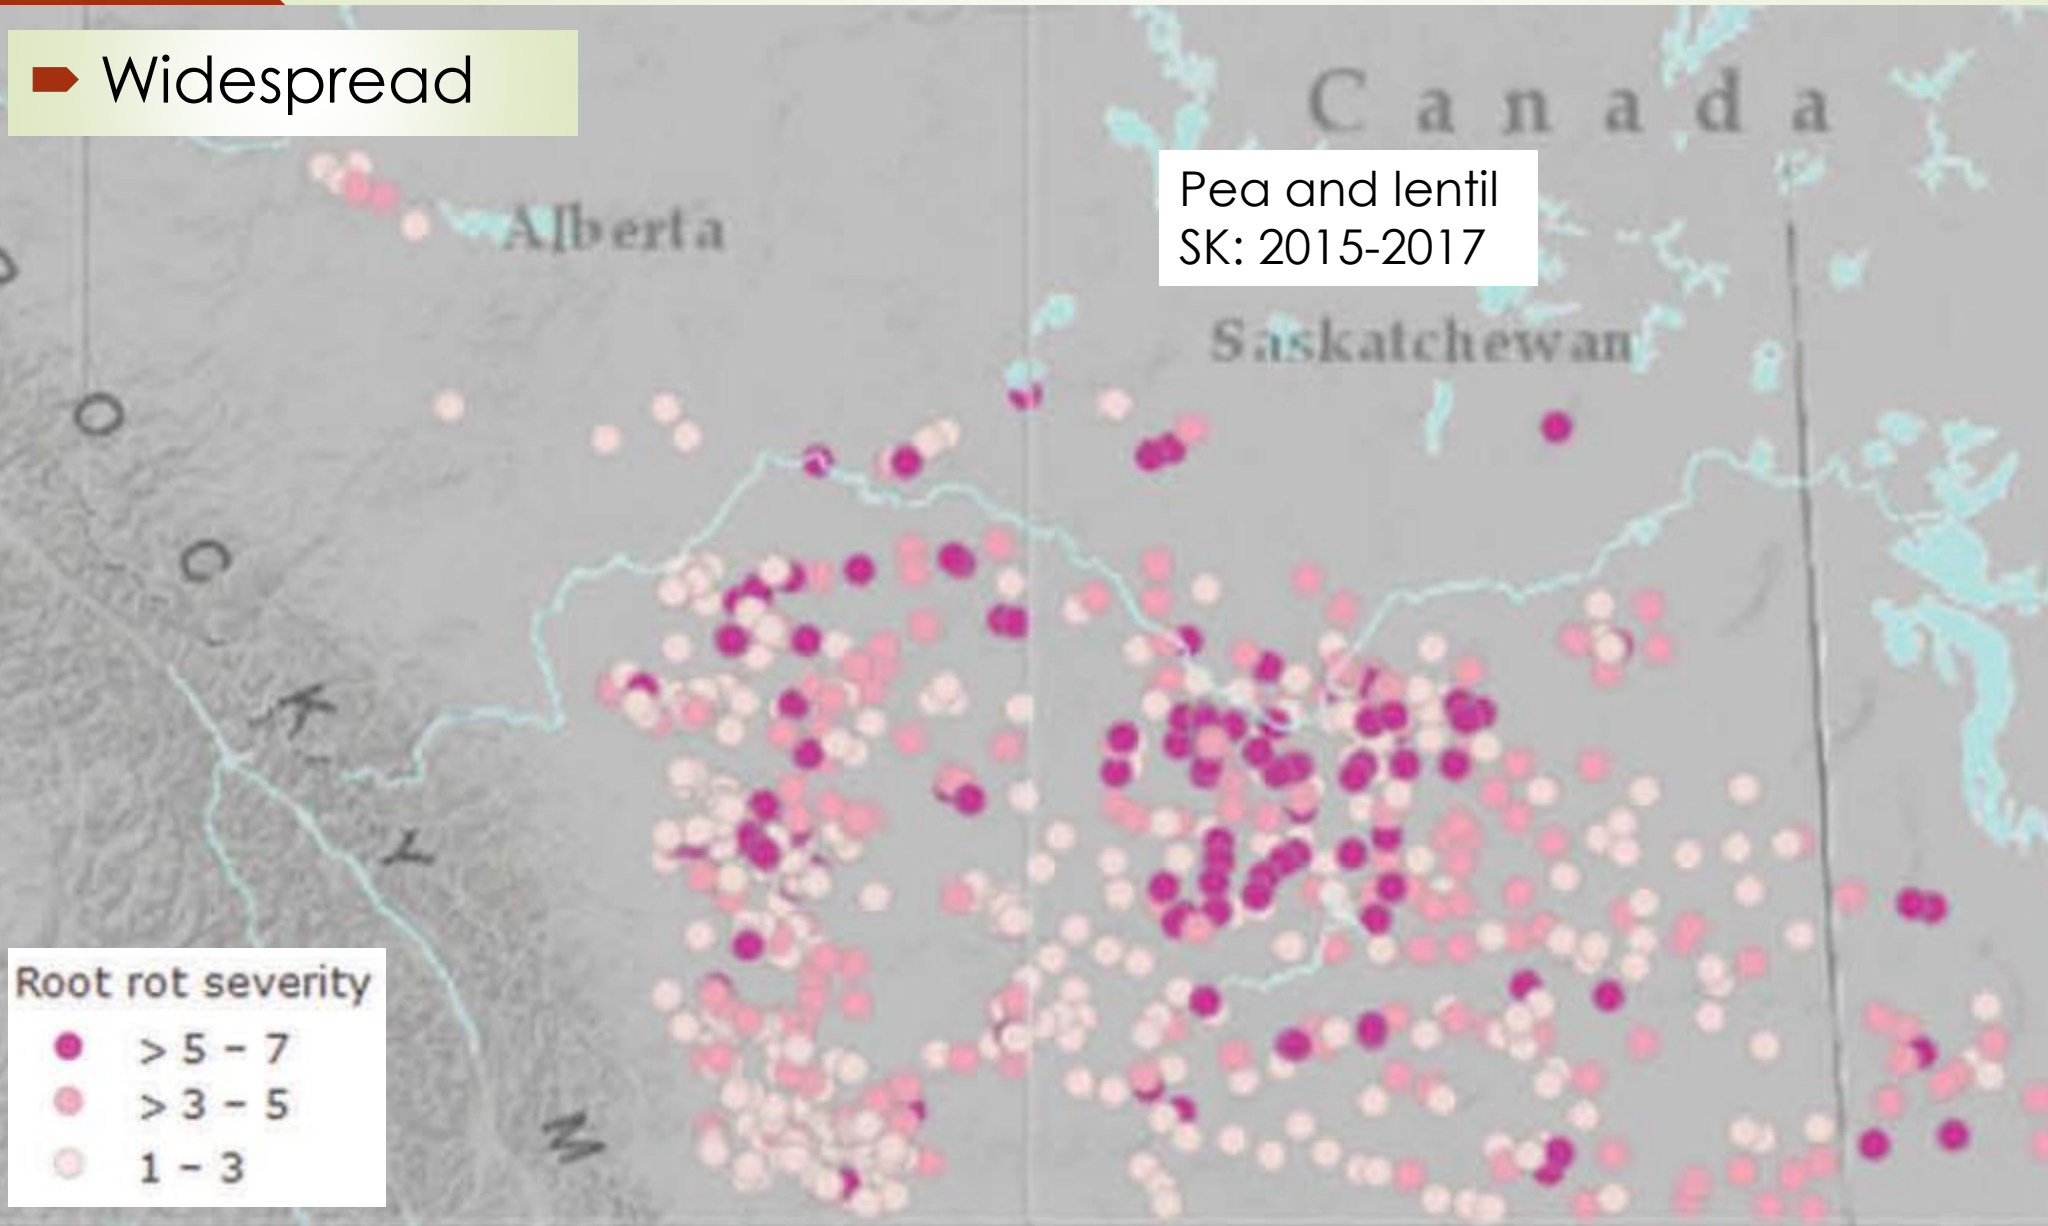 Widespread
Canada
Pea and lentil
SK: 2015-2017
Alberta
Saskatchewan
O
C
K
Y
M
Root rot severity
> 5 – 7
> 3 – 5
1 – 3